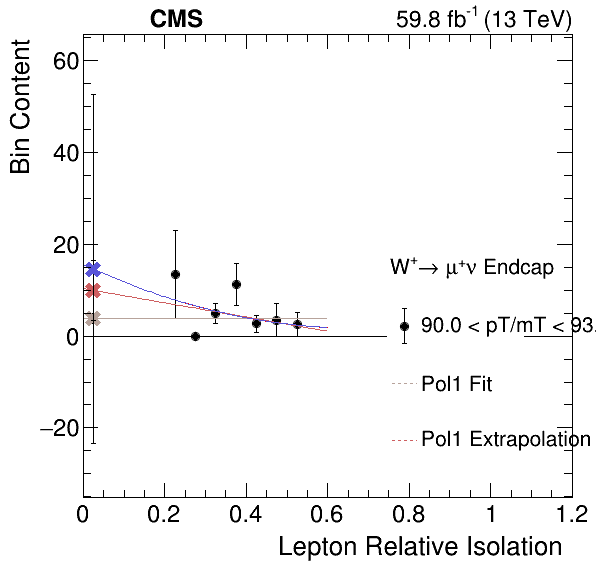 CMS
59.8 fb⁻¹ (13 TeV)
Bin Content
60
40
20
0
−20
W⁺→ μ⁺ν Endcap
90.0 < pT/mT < 93.
Pol1 Fit
Pol1 Extrapolation
0 0.2 0.4 0.6 0.8 1 1.2
Lepton Relative Isolation